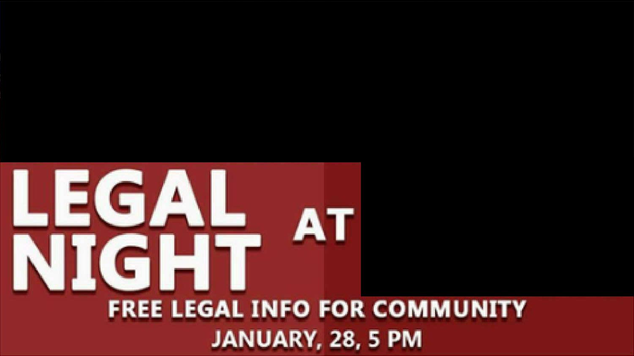 LEGAL
NIGHT AT
FREE LEGAL INFO FOR COMMUNITY
JANUARY, 28, 5 PM